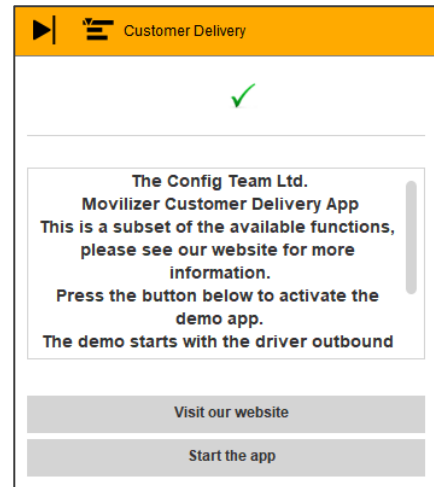 Customer Delivery
The Config Team Ltd.
Movilizer Customer Delivery App
This is a subset of the available functions,
please see our website for more
information.
Press the button below to activate the
demo app.
The demo starts with the driver outbound
Visit our website
Start the app